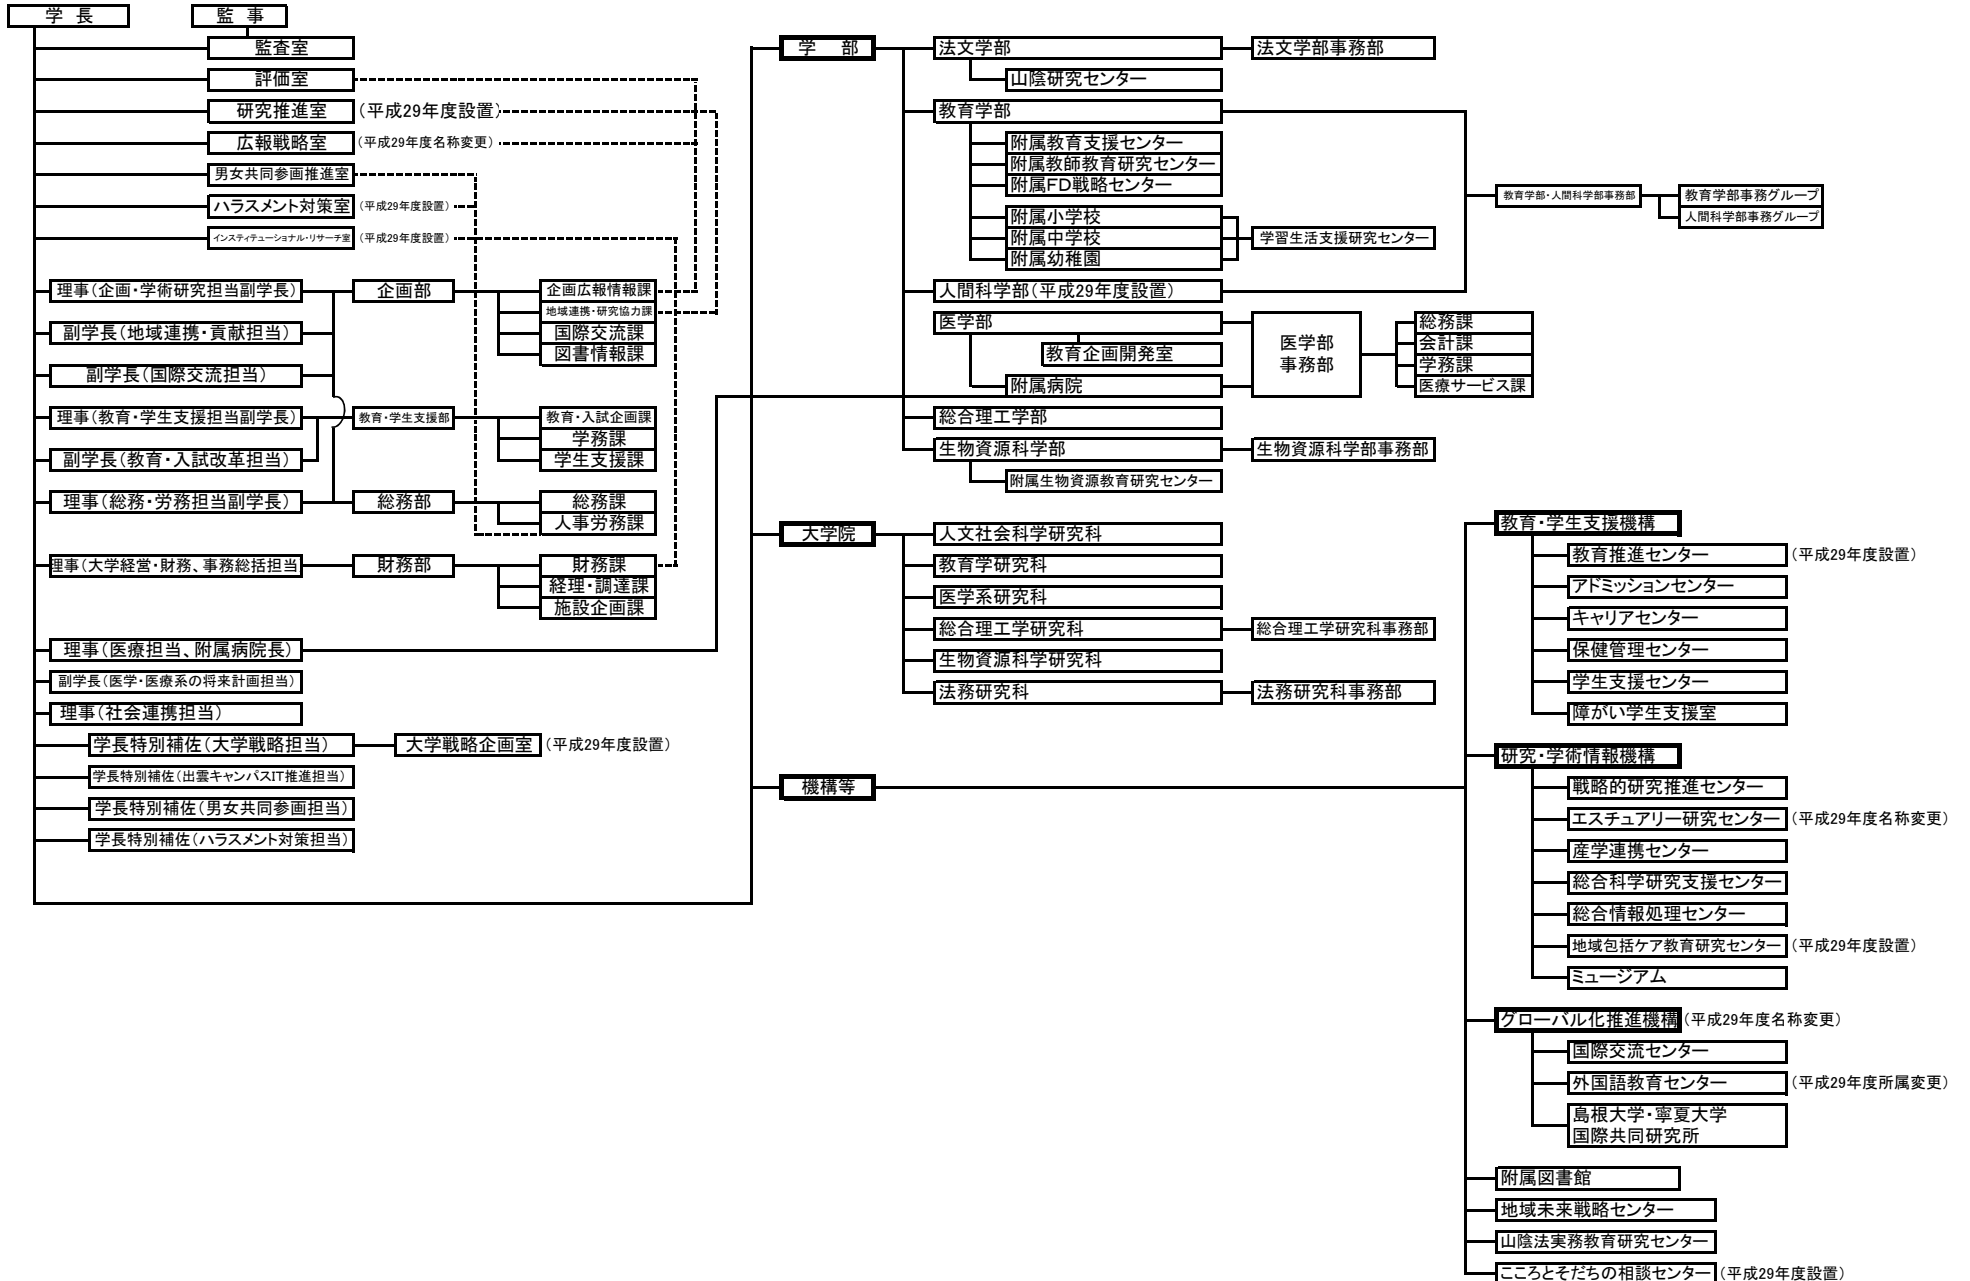 学 長
監 事
監査室
評価室
研究推進室 (平成29年度設置)
広報戦略室 (平成29年度名称変更)
男女共同参画推進室
ハラスメント対策室 (平成29年度設置)
インスティテューショナル・リサーチ室 (平成29年度設置)
理事(企画・学術研究担当副学長)
企画部
企画広報情報課
地域連携・研究協力課
国際交流課
図書情報課
副学長(地域連携・貢献担当)
副学長(国際交流担当)
理事(教育・学生支援担当副学長)
教育・学生支援部
教育・入試企画課
学務課
学生支援課
副学長(教育・入試改革担当)
理事(総務・労務担当副学長)
総務部
総務課
人事労務課
理事(大学経営・財務、事務総括担当
財務部
財務課
経理・調達課
施設企画課
理事(医療担当、附属病院長)
副学長(医学・医療系の将来計画担当)
理事(社会連携担当)
学長特別補佐(大学戦略担当)
大学戦略企画室 (平成29年度設置)
学長特別補佐(出雲キャンパスIT推進担当)
学長特別補佐(男女共同参画担当)
学長特別補佐(ハラスメント対策担当)
学 部
法文学部
法文学部事務部
山陰研究センター
教育学部
附属教育支援センター
附属教師教育研究センター
附属FD戦略センター
附属小学校
附属中学校
附属幼稚園
学習生活支援研究センター
教育学部・人間科学部事務部
教育学部事務グループ
人間科学部事務グループ
人間科学部(平成29年度設置)
医学部
教育企画開発室
附属病院
医学部
事務部
総務課
会計課
学務課
医療サービス課
総合理工学部
生物資源科学部
生物資源科学部事務部
附属生物資源教育研究センター
大学院
人文社会科学研究科
教育学研究科
医学系研究科
総合理工学研究科
総合理工学研究科事務部
生物資源科学研究科
法務研究科
法務研究科事務部
機構等
教育・学生支援機構
教育推進センター (平成29年度設置)
アドミッションセンター
キャリアセンター
保健管理センター
学生支援センター
障がい学生支援室
研究・学術情報機構
戦略的研究推進センター
エスチュアリー研究センター (平成29年度名称変更)
産学連携センター
総合科学研究支援センター
総合情報処理センター
地域包括ケア教育研究センター (平成29年度設置)
ミュージアム
グローバル化推進機構 (平成29年度名称変更)
国際交流センター
外国語教育センター (平成29年度所属変更)
島根大学・寧夏大学
国際共同研究所
附属図書館
地域未来戦略センター
山陰法実務教育研究センター
こころとそだちの相談センター (平成29年度設置)